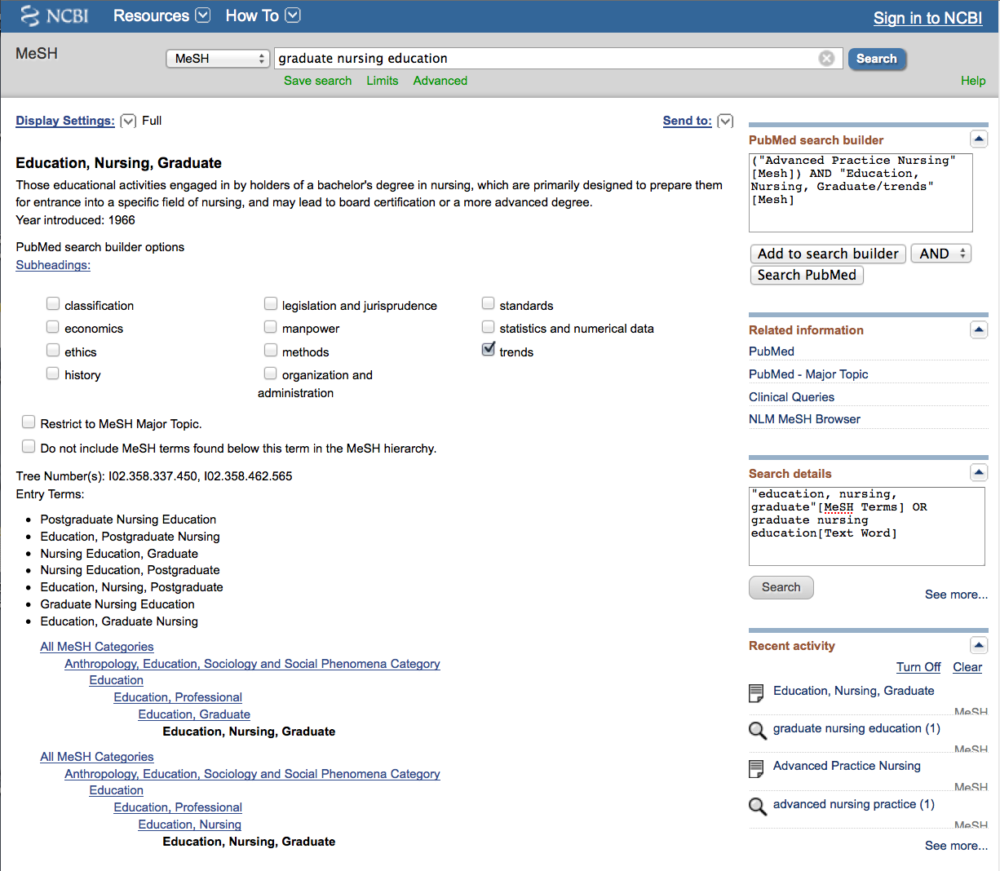 NCBI Resources How To Sign in to NCBI
MeSH MeSH graduate nursing education Search
Save search Limits Advanced Help
Display Settings: Full Send to:
Education, Nursing, Graduate
Those educational activities engaged in by holders of a bachelor's degree in nursing, which are primarily designed to prepare them
for entrance into a specific field of nursing, and may lead to board certification or a more advanced degree.
Year introduced: 1966
PubMed search builder options
Subheadings:
classification legislation and jurisprudence standards
economics manpower statistics and numerical data
ethics methods trends
history organization and
administration
Restrict to MeSH Major Topic.
Do not include MeSH terms found below this term in the MeSH hierarchy.
Tree Number(s): I02.358.337.450, I02.358.462.565
Entry Terms:
• Postgraduate Nursing Education
• Education, Postgraduate Nursing
• Nursing Education, Graduate
• Nursing Education, Postgraduate
• Education, Nursing, Postgraduate
• Graduate Nursing Education
• Education, Graduate Nursing
All MeSH Categories
Anthropology, Education, Sociology and Social Phenomena Category
Education
Education, Professional
Education, Graduate
Education, Nursing, Graduate
All MeSH Categories
Anthropology, Education, Sociology and Social Phenomena Category
Education
Education, Professional
Education, Nursing
Education, Nursing, Graduate
PubMed search builder
("Advanced Practice Nursing"
[Mesh]) AND "Education,
Nursing, Graduate/trends"
[Mesh]
Add to search builder AND
Search PubMed
Related information
PubMed
PubMed - Major Topic
Clinical Queries
NLM MeSH Browser
Search details
"education, nursing,
graduate"[MeSH Terms] OR
graduate nursing
education[Text Word]
Search
See more...
Recent activity
Turn Off Clear
Education, Nursing, Graduate
MeSH
graduate nursing education (1)
MeSH
Advanced Practice Nursing
MeSH
advanced nursing practice (1)
MeSH
See more...